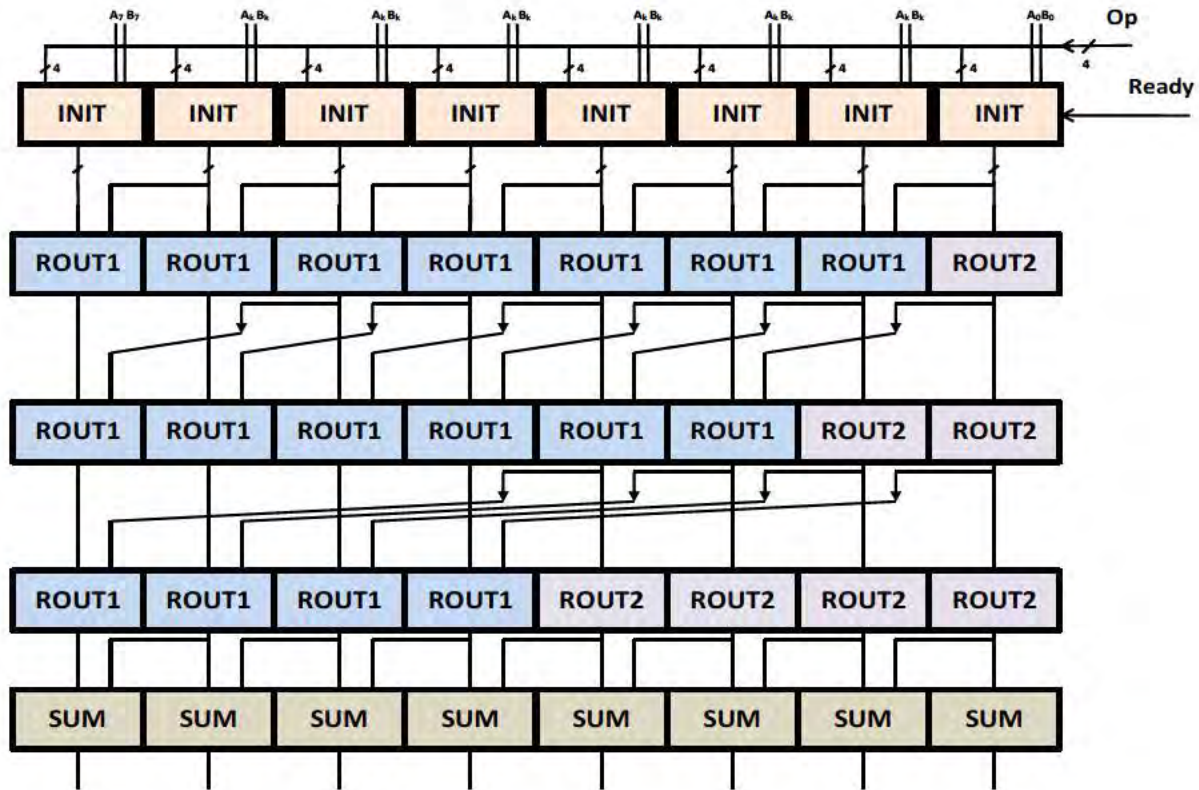 A₇ B₇ Aₖ Bₖ Aₖ Bₖ Aₖ Bₖ Aₖ Bₖ Aₖ Bₖ Aₖ Bₖ A₀B₀ Op
4 4 4 4 4 4 4 4 4
Ready
INIT INIT INIT INIT INIT INIT INIT INIT
ROUT1 ROUT1 ROUT1 ROUT1 ROUT1 ROUT1 ROUT1 ROUT2
ROUT1 ROUT1 ROUT1 ROUT1 ROUT1 ROUT1 ROUT2 ROUT2
ROUT1 ROUT1 ROUT1 ROUT1 ROUT2 ROUT2 ROUT2 ROUT2
SUM SUM SUM SUM SUM SUM SUM SUM